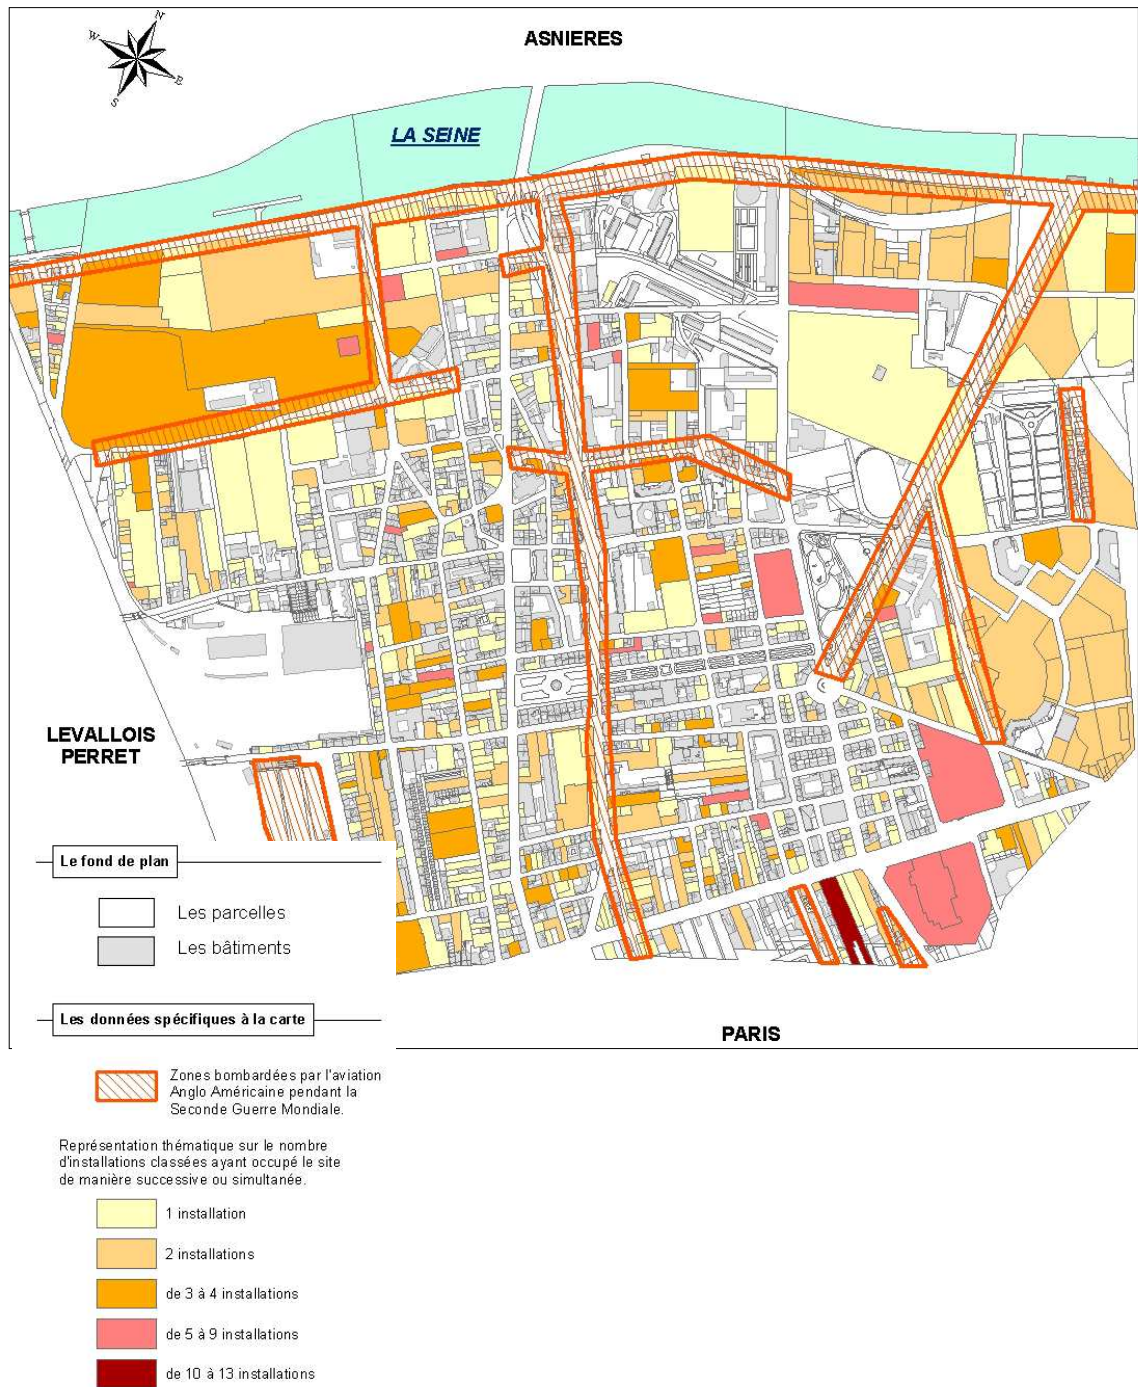 N
W
E
S
ASNIERES
LA SEINE
LEVALLOIS
PERRET
PARIS
Le fond de plan
Les parcelles
Les bâtiments
Les données spécifiques à la carte
Zones bombardées par l'aviation
Anglo Américaine pendant la
Seconde Guerre Mondiale.
Représentation thématique sur le nombre
d'installations classées ayant occupé le site
de manière successive ou simultanée.
1 installation
2 installations
de 3 à 4 installations
de 5 à 9 installations
de 10 à 13 installations